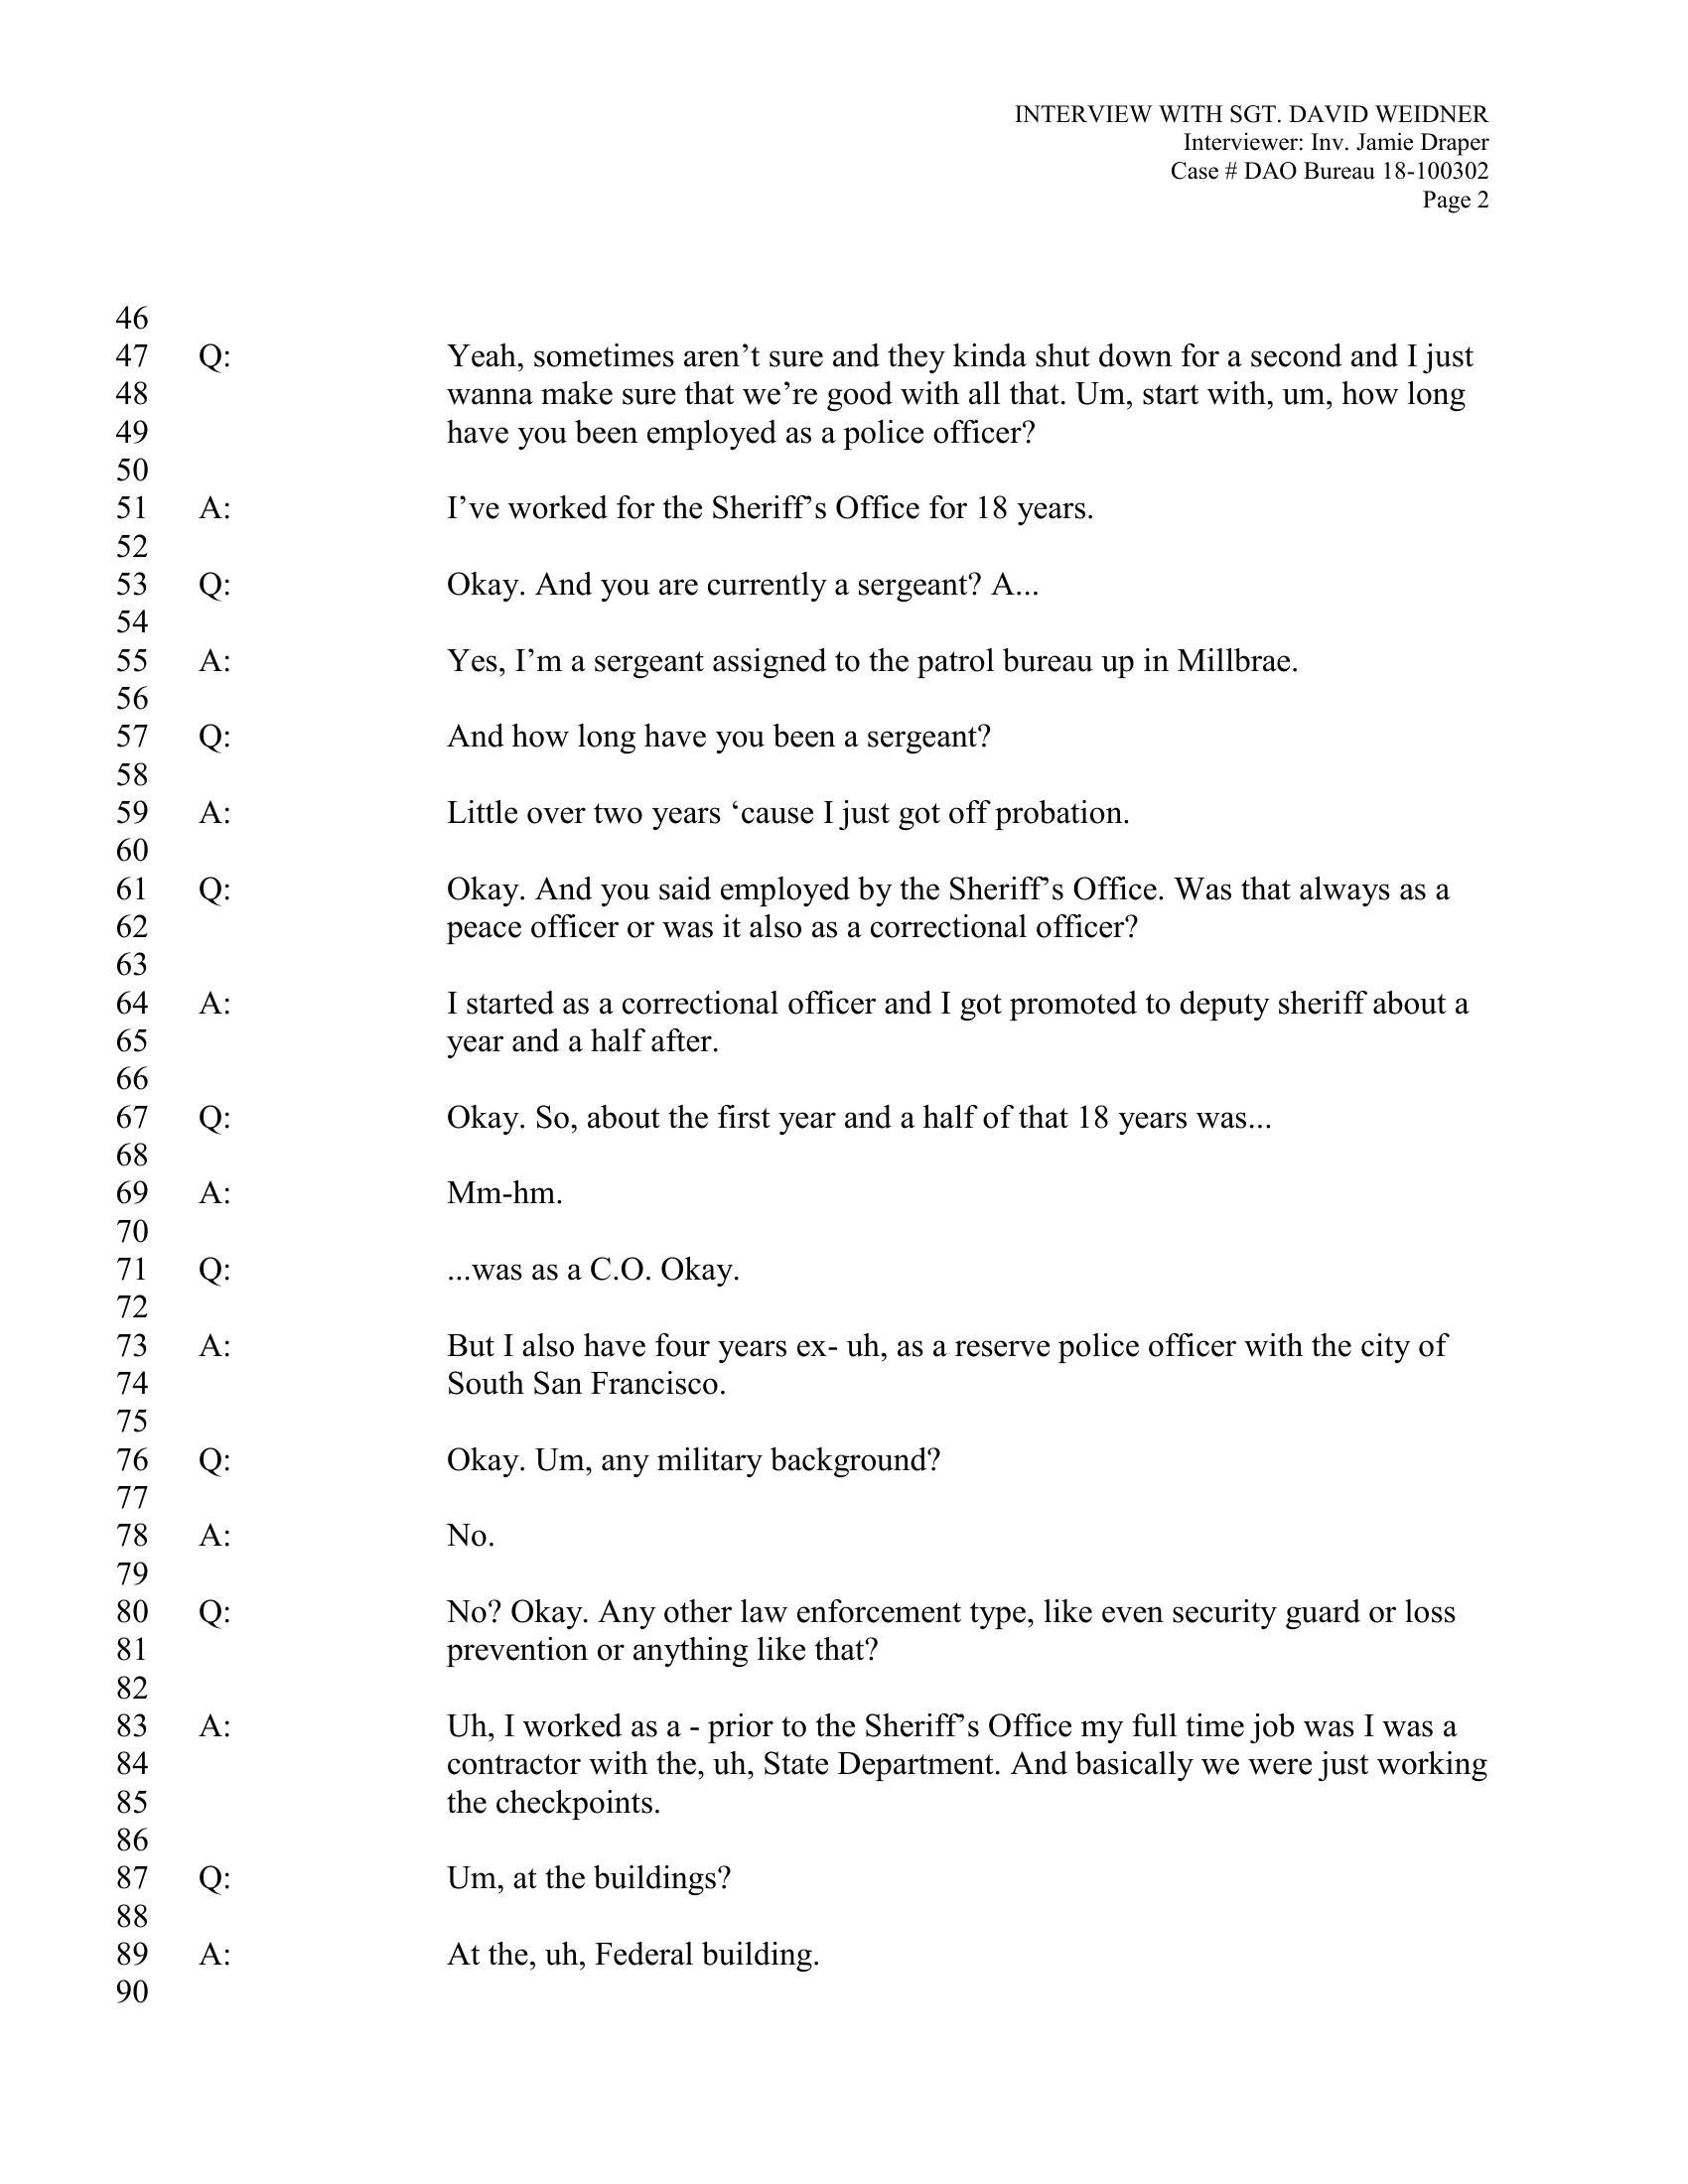 INTERVIEW WITH SGT. DAVID WEIDNER
Interviewer: Inv. Jamie Draper
Case # DAO Bureau 18-100302
Page 2
46
47 Q: Yeah, sometimes aren’t sure and they kinda shut down for a second and I just
48 wanna make sure that we’re good with all that. Um, start with, um, how long
49 have you been employed as a police officer?
50
51 A: I’ve worked for the Sheriff’s Office for 18 years.
52
53 Q: Okay. And you are currently a sergeant? A...
54
55 A: Yes, I’m a sergeant assigned to the patrol bureau up in Millbrae.
56
57 Q: And how long have you been a sergeant?
58
59 A: Little over two years ‘cause I just got off probation.
60
61 Q: Okay. And you said employed by the Sheriff’s Office. Was that always as a
62 peace officer or was it also as a correctional officer?
63
64 A: I started as a correctional officer and I got promoted to deputy sheriff about a
65 year and a half after.
66
67 Q: Okay. So, about the first year and a half of that 18 years was...
68
69 A: Mm-hm.
70
71 Q: ...was as a C.O. Okay.
72
73 A: But I also have four years ex- uh, as a reserve police officer with the city of
74 South San Francisco.
75
76 Q: Okay. Um, any military background?
77
78 A: No.
79
80 Q: No? Okay. Any other law enforcement type, like even security guard or loss
81 prevention or anything like that?
82
83 A: Uh, I worked as a - prior to the Sheriff’s Office my full time job was I was a
84 contractor with the, uh, State Department. And basically we were just working
85 the checkpoints.
86
87 Q: Um, at the buildings?
88
89 A: At the, uh, Federal building.
90